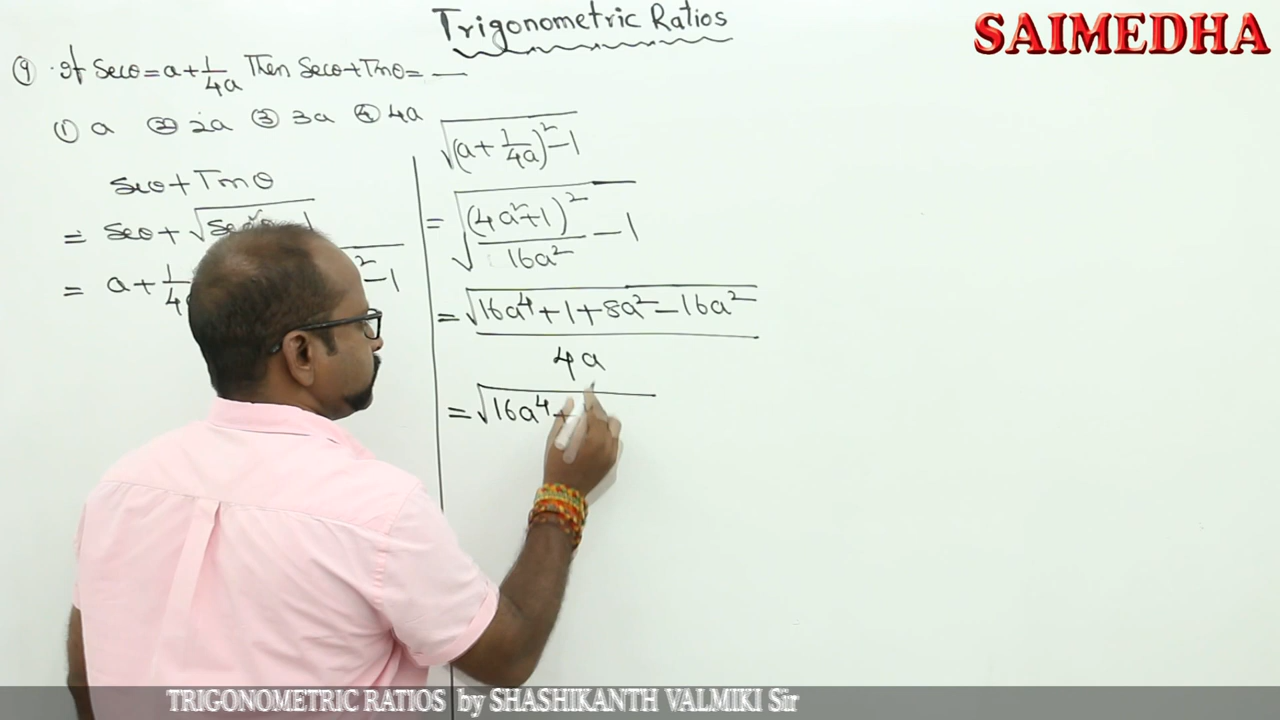 Trigonometric Ratios
SAIMEDHA
9 If Secθ = a + 1/4a Then Secθ + Tanθ = —
① a ② 2a ③ 3a ④ 4a
Secθ + Tanθ
= Secθ + √
= a + 1/4 ² - 1
√(a + 1/4a)² - 1
= √(4a² + 1)²/16a² - 1
= √16a⁴ + 1 + 8a² - 16a² / 4a
= √16a⁴ +
TRIGONOMETRIC RATIOS by SHASHIKANTH VALMIKI Sir